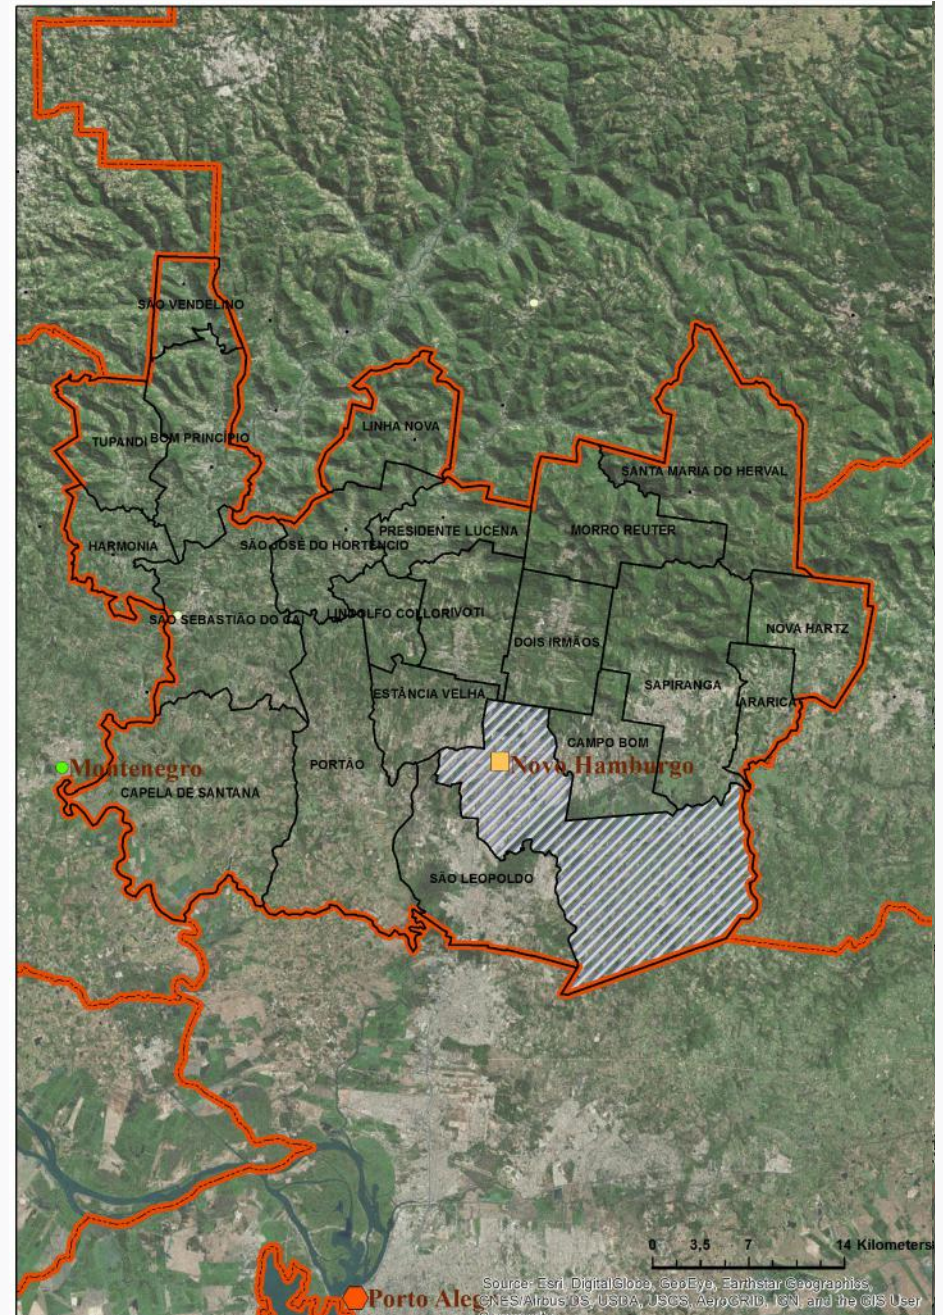 SÃO VENDELINO
LINHA NOVA
TUPANDI
BOM PRINCÍPIO
SANTA MARIA DO HERVAL
PRESIDENTE LUCENA
MORRO REUTER
HARMONIA
SÃO JOSÉ DO HORTÊNCIO
SÃO SEBASTIÃO DO CAÍ
LINDOLFO COLLOR
IVOTI
DOIS IRMÃOS
NOVA HARTZ
ESTÂNCIA VELHA
SAPIRANGA
ARARICÁ
CAMPO BOM
Montenegro
PORTÃO
Novo Hamburgo
CAPELA DE SANTANA
SÃO LEOPOLDO
0 3,5 7 14 Kilometers
Source: Esri, DigitalGlobe, GeoEye, Earthstar Geographics,
CNES/Airbus DS, USDA, USGS, AeroGRID, IGN, and the GIS User
Porto Aleg